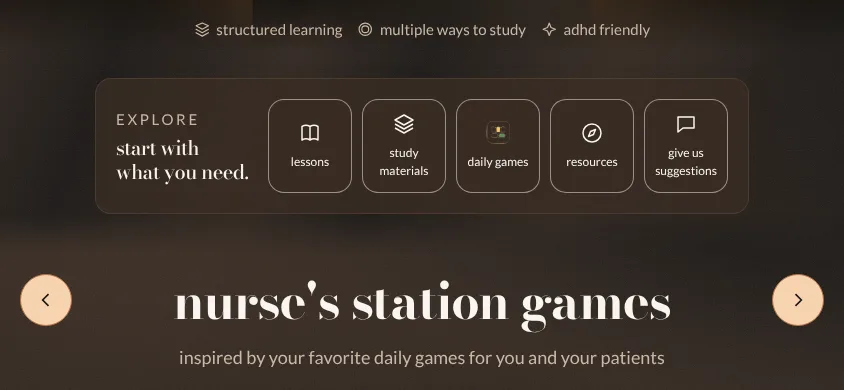 structured learning multiple ways to study adhd friendly
EXPLORE
start with
what you need.
lessons
study
materials
daily games
resources
give us
suggestions
nurse's station games
inspired by your favorite daily games for you and your patients